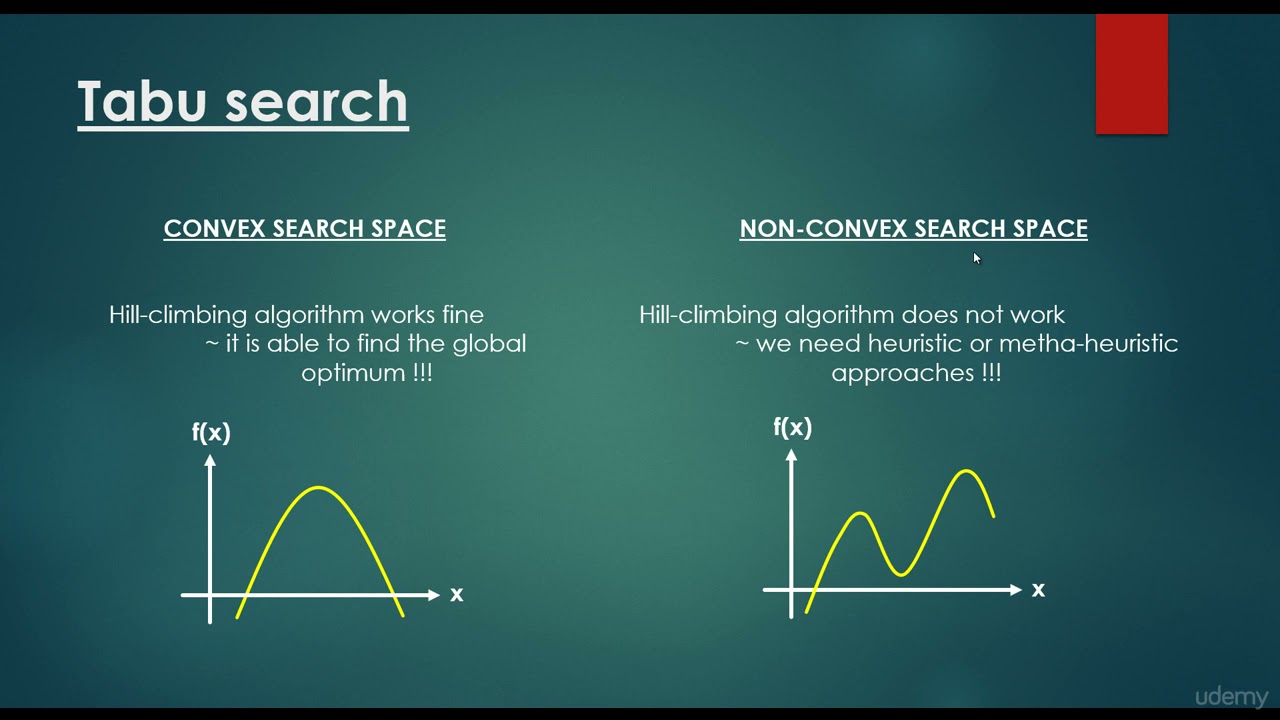 Tabu search
CONVEX SEARCH SPACE
Hill-climbing algorithm works fine
~ it is able to find the global
optimum !!!
f(x)
x
NON-CONVEX SEARCH SPACE
Hill-climbing algorithm does not work
~ we need heuristic or metha-heuristic
approaches !!!
f(x)
x
udemy